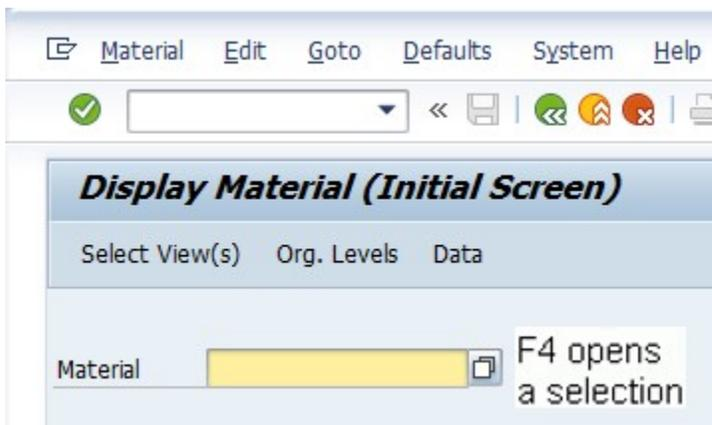 Material Edit Goto Defaults System Help
Display Material (Initial Screen)
Select View(s) Org. Levels Data
Material
F4 opens
a selection